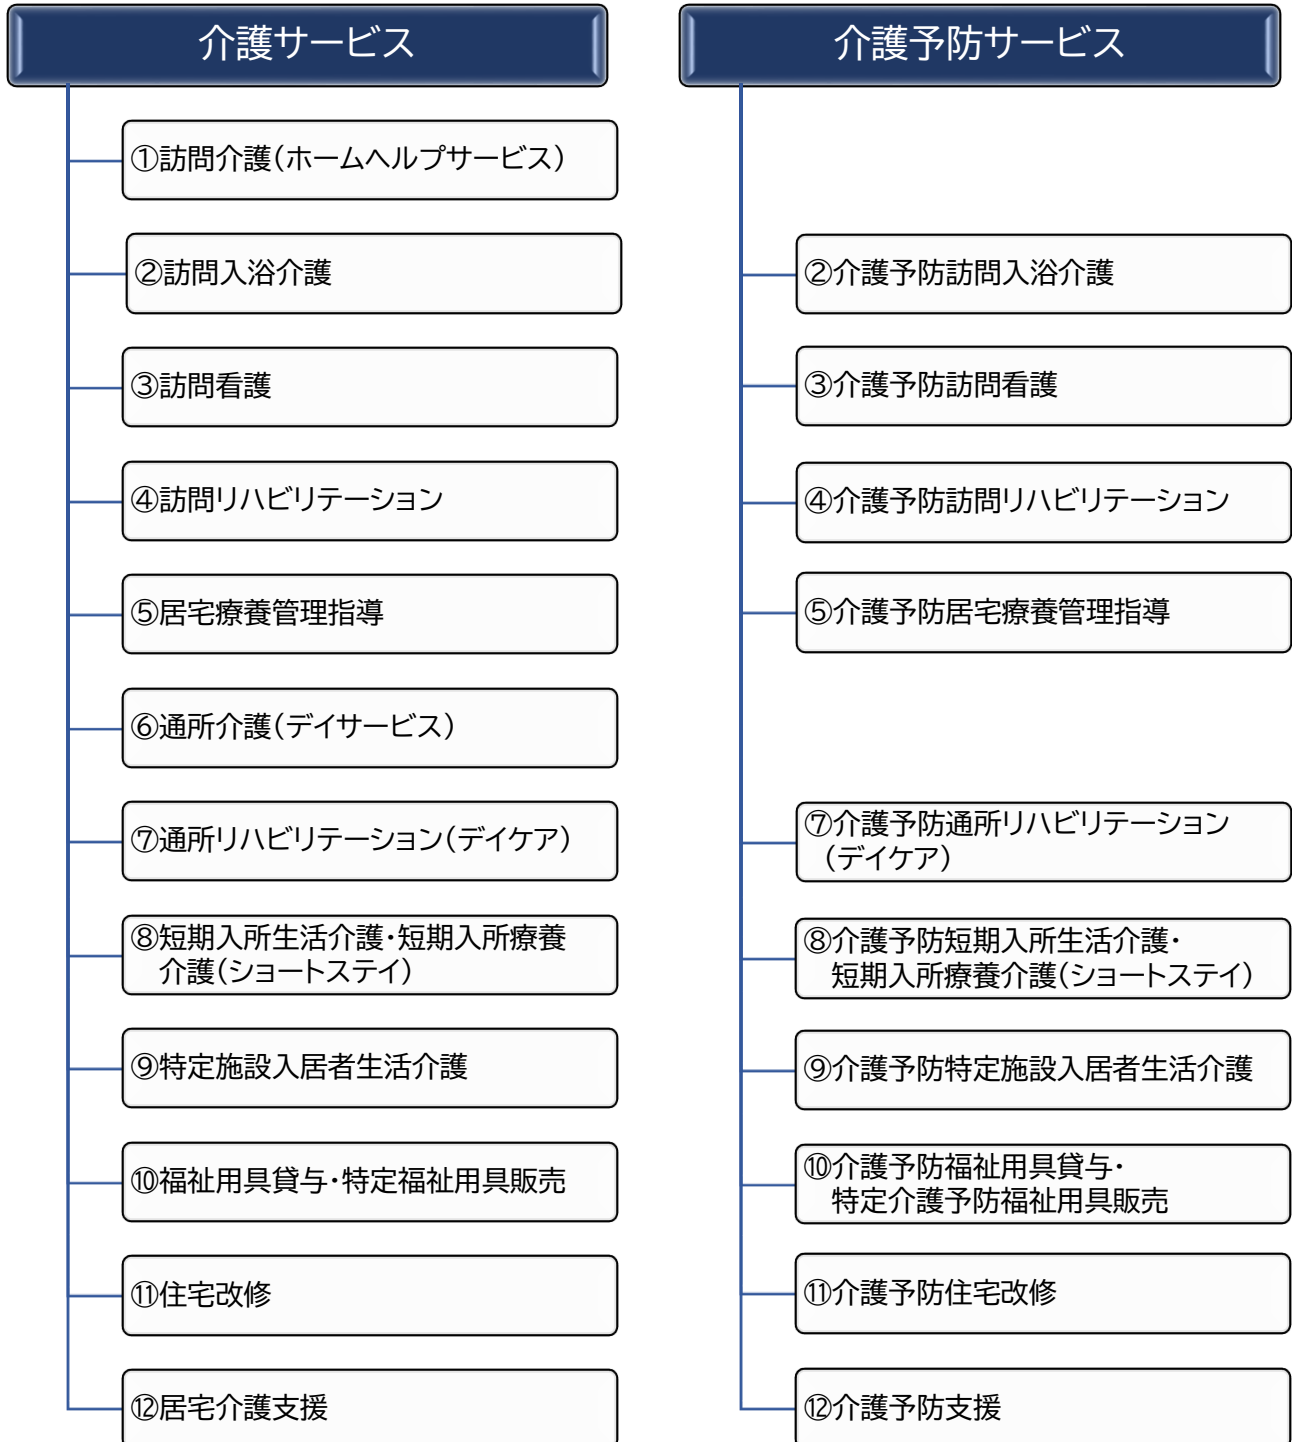 介護サービス
①訪問介護(ホームヘルプサービス)
②訪問入浴介護
③訪問看護
④訪問リハビリテーション
⑤居宅療養管理指導
⑥通所介護(デイサービス)
⑦通所リハビリテーション(デイケア)
⑧短期入所生活介護・短期入所療養
介護(ショートステイ)
⑨特定施設入居者生活介護
⑩福祉用具貸与・特定福祉用具販売
⑪住宅改修
⑫居宅介護支援
介護予防サービス
②介護予防訪問入浴介護
③介護予防訪問看護
④介護予防訪問リハビリテーション
⑤介護予防居宅療養管理指導
⑦介護予防通所リハビリテーション
(デイケア)
⑧介護予防短期入所生活介護・
短期入所療養介護(ショートステイ)
⑨介護予防特定施設入居者生活介護
⑩介護予防福祉用具貸与・
特定介護予防福祉用具販売
⑪介護予防住宅改修
⑫介護予防支援